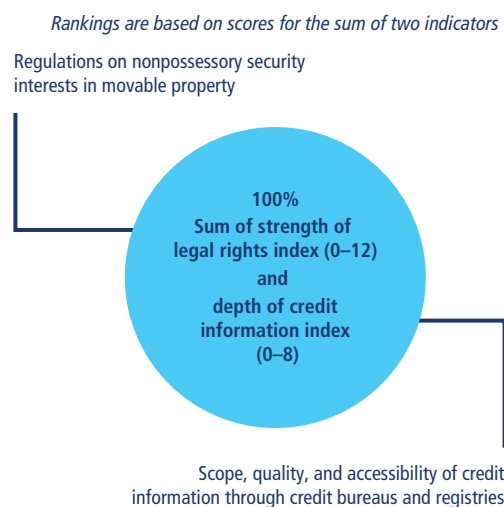 Rankings are based on scores for the sum of two indicators
Regulations on nonpossessory security
interests in movable property
100%
Sum of strength of
legal rights index (0–12)
and
depth of credit
information index
(0–8)
Scope, quality, and accessibility of credit
information through credit bureaus and registries